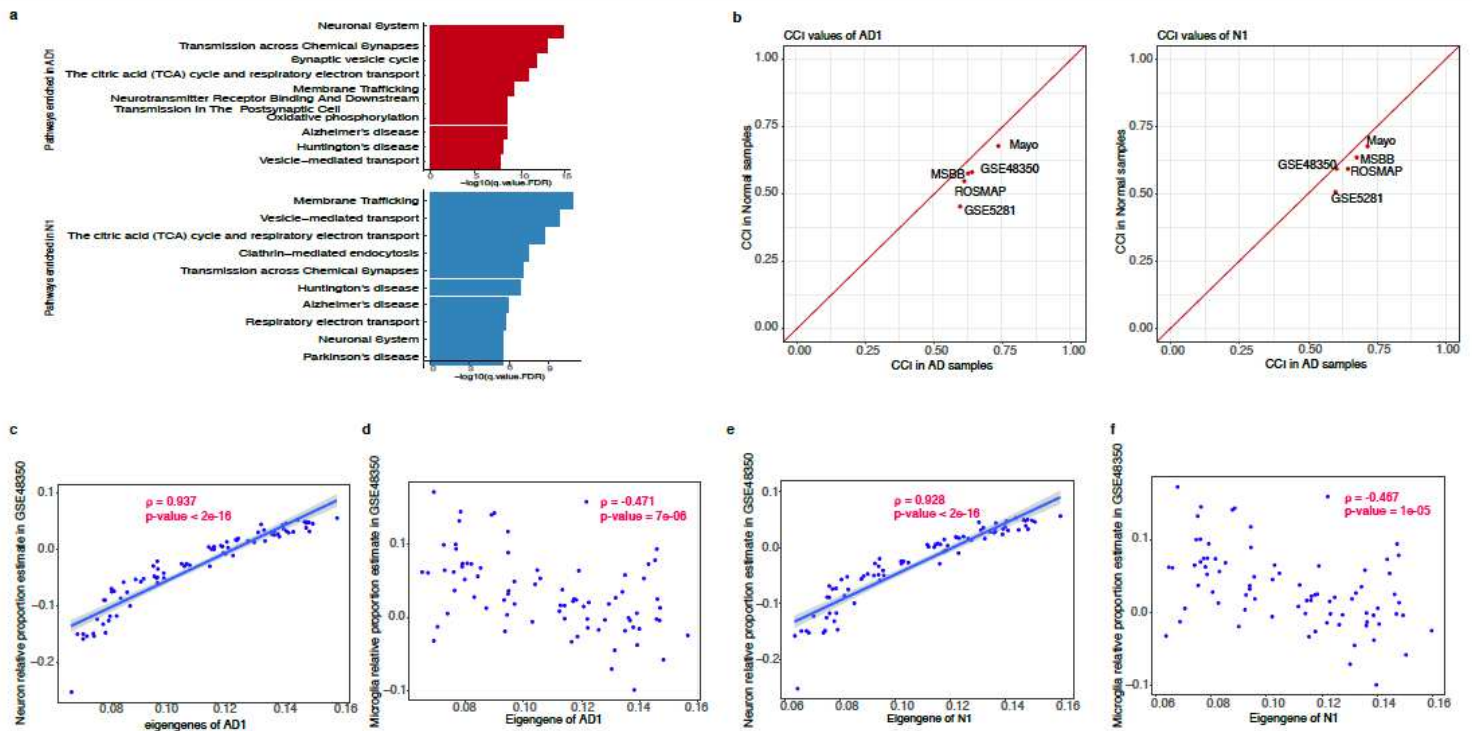 a
Pathways enriched in AD1
Neuronal System
Transmission across Chemical Synapses
Synaptic vesicle cycle
The citric acid (TCA) cycle and respiratory electron transport
Membrane Trafficking
Neurotransmitter Receptor Binding And Downstream
Transmission In The Postsynaptic Cell
Oxidative phosphorylation
Alzheimer's disease
Huntington's disease
Vesicle-mediated transport
0 5 10 15
-log10(q.value.FDR)
Pathways enriched in N1
Membrane Trafficking
Vesicle-mediated transport
The citric acid (TCA) cycle and respiratory electron transport
Clathrin-mediated endocytosis
Transmission across Chemical Synapses
Huntington's disease
Alzheimer's disease
Respiratory electron transport
Neuronal System
Parkinson's disease
0 3 6 9
-log10(q.value.FDR)
b
CCI values of AD1
CCI in Normal samples
1.00
0.75
0.50
0.25
0.00
Mayo
MSBB
GSE48350
ROSMAP
GSE5281
0.00 0.25 0.50 0.75 1.00
CCI in AD samples
CCI values of N1
CCI in Normal samples
1.00
0.75
0.50
0.25
0.00
Mayo
MSBB
GSE48350
ROSMAP
GSE5281
0.00 0.25 0.50 0.75 1.00
CCI in AD samples
c
Neuron relative proportion estimate in GSE48350
ρ = 0.937
p-value < 2e-16
0.1
0.0
-0.1
-0.2
0.08 0.10 0.12 0.14 0.16
eigengenes of AD1
d
Microglia relative proportion estimate in GSE48350
ρ = -0.471
p-value = 7e-06
0.1
0.0
-0.1
0.08 0.10 0.12 0.14 0.16
Eigengene of AD1
e
Neuron relative proportion estimate in GSE48350
ρ = 0.928
p-value < 2e-16
0.1
0.0
-0.1
-0.2
0.06 0.08 0.10 0.12 0.14 0.16
Eigengene of N1
f
Microglia relative proportion estimate in GSE48350
ρ = -0.467
p-value = 1e-05
0.1
0.0
-0.1
0.06 0.08 0.10 0.12 0.14 0.16
Eigengene of N1